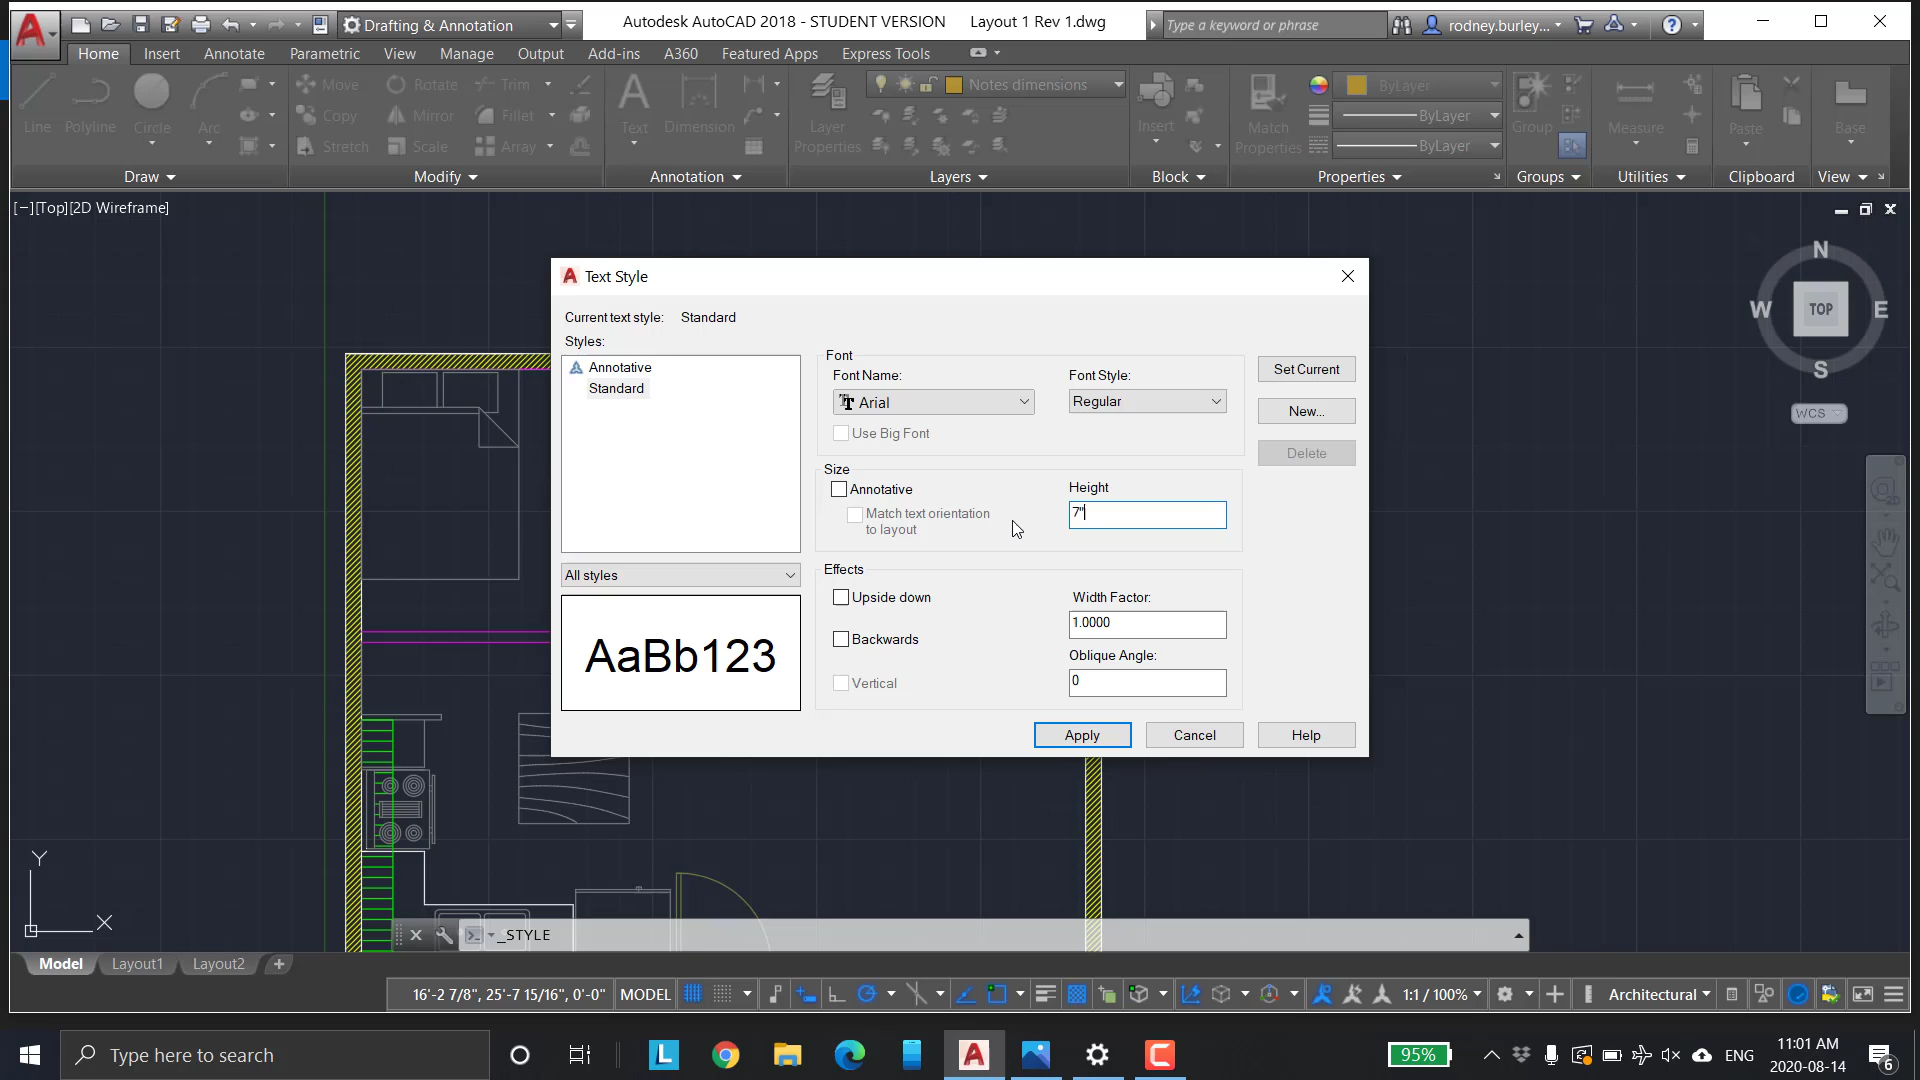 Drafting & Annotation
Autodesk AutoCAD 2018 - STUDENT VERSION Layout 1 Rev 1.dwg
Type a keyword or phrase
rodney.burley...
Home Insert Annotate Parametric View Manage Output Add-ins A360 Featured Apps Express Tools
Line Polyline Circle Arc
Move Rotate Trim
Copy Mirror Fillet
Stretch Scale Array
Text Dimension
Layer Properties
Notes dimensions
Insert
Match Properties
ByLayer
ByLayer
ByLayer
Group
Measure
Paste
Base
Draw Modify Annotation Layers Block Properties Groups Utilities Clipboard View
[−][Top][2D Wireframe]
N
W TOP E
S
WCS
Text Style
Current text style: Standard
Styles:
Annotative
Standard
All styles
AaBb123
Font
Font Name:
Arial
Use Big Font
Font Style:
Regular
Size
Annotative
Match text orientation
to layout
Height
7"
Effects
Upside down
Backwards
Vertical
Width Factor:
1.0000
Oblique Angle:
0
Set Current
New...
Delete
Apply Cancel Help
Y
X
_STYLE
Model Layout1 Layout2
16'-2 7/8", 25'-7 15/16", 0'-0" MODEL
1:1 / 100%
Architectural
Type here to search
95%
ENG
11:01 AM
2020-08-14
6